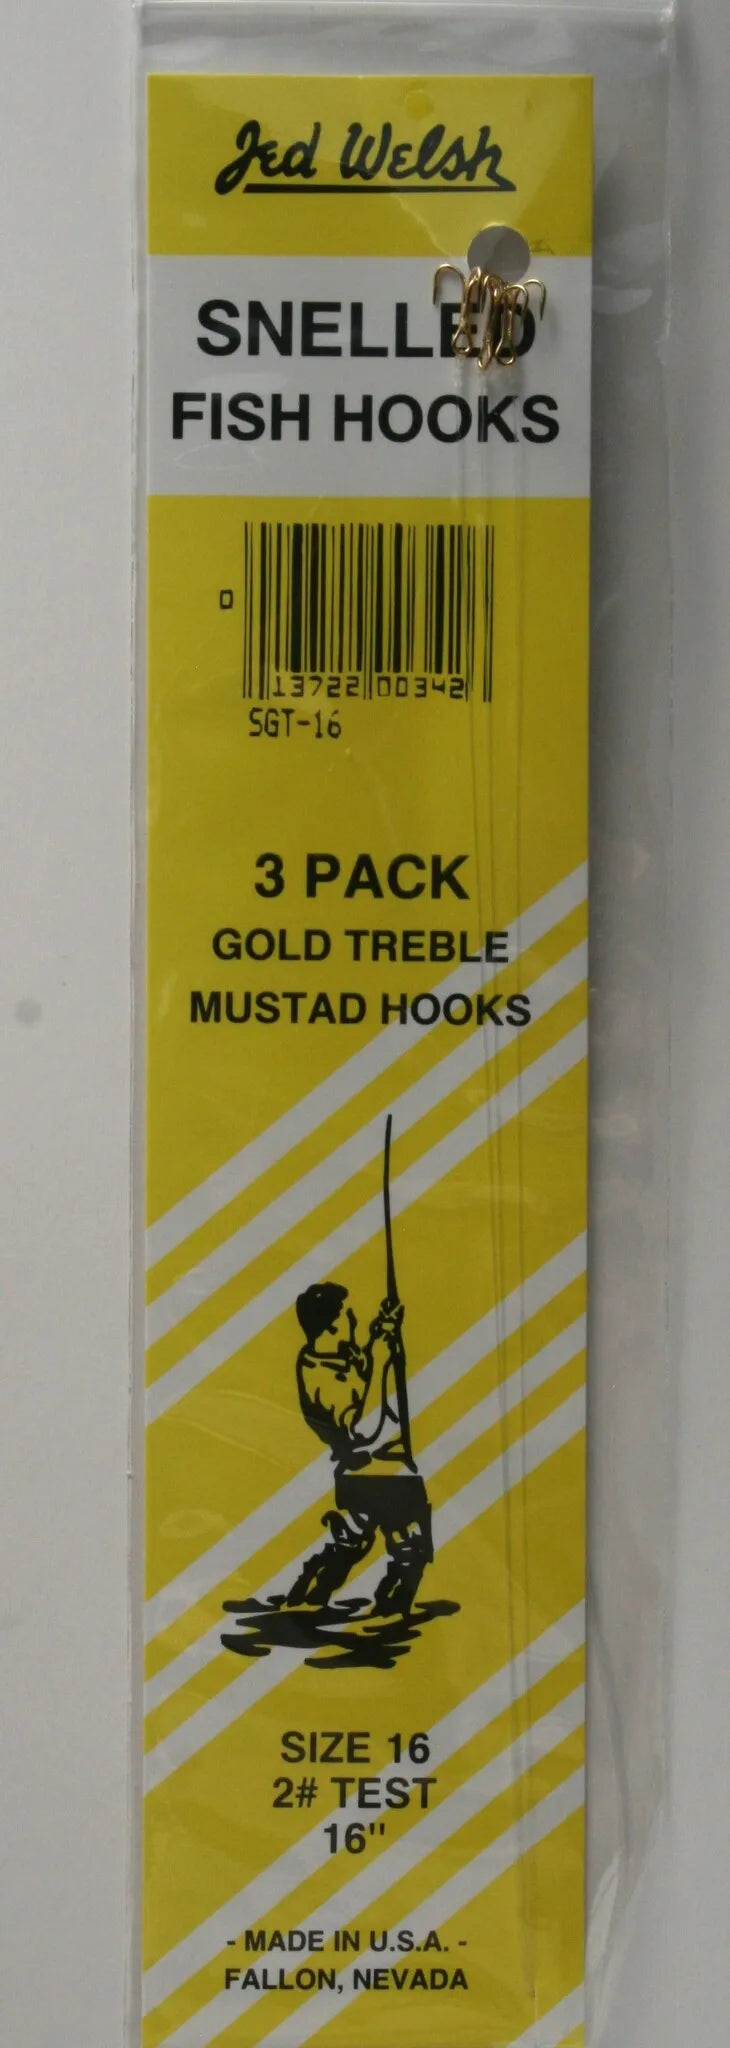 Jed Welsh
SNELLED
FISH HOOKS
0
13722 00342
SGT-16
3 PACK
GOLD TREBLE
MUSTAD HOOKS
SIZE 16
2# TEST
16"
- MADE IN U.S.A. -
FALLON, NEVADA